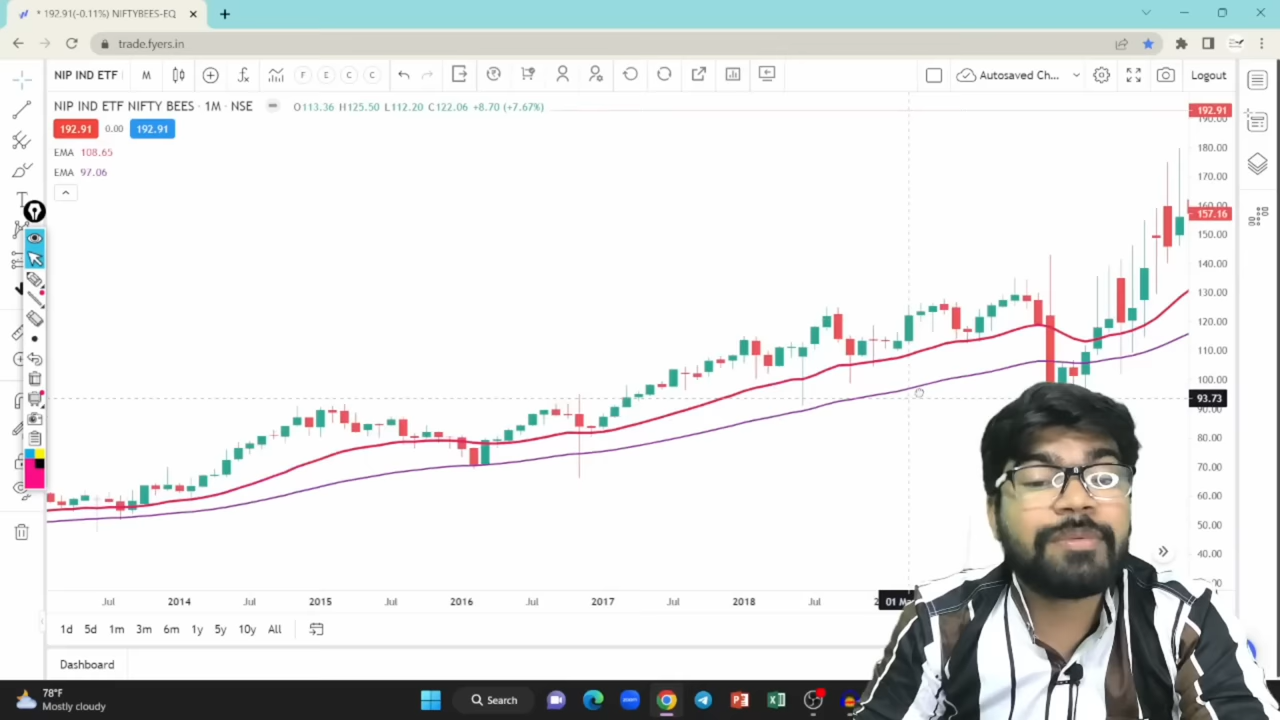 * 192.91(-0.11%) NIFTYBEES-EQ
trade.fyers.in
NIP IND ETF
M
F
E
C
C
Autosaved Ch...
Logout
NIP IND ETF NIFTY BEES · 1M · NSE
O113.36 H125.50 L112.20 C122.06 +8.70 (+7.67%)
192.91
0.00
192.91
EMA 108.65
EMA 97.06
192.91
190.00
180.00
170.00
160.00
157.16
150.00
140.00
130.00
120.00
110.00
100.00
93.73
90.00
80.00
70.00
60.00
50.00
40.00
Jul
2014
Jul
2015
Jul
2016
Jul
2017
Jul
2018
Jul
1d 5d 1m 3m 6m 1y 5y 10y All
Dashboard
78°F
Mostly cloudy
Search
zoom